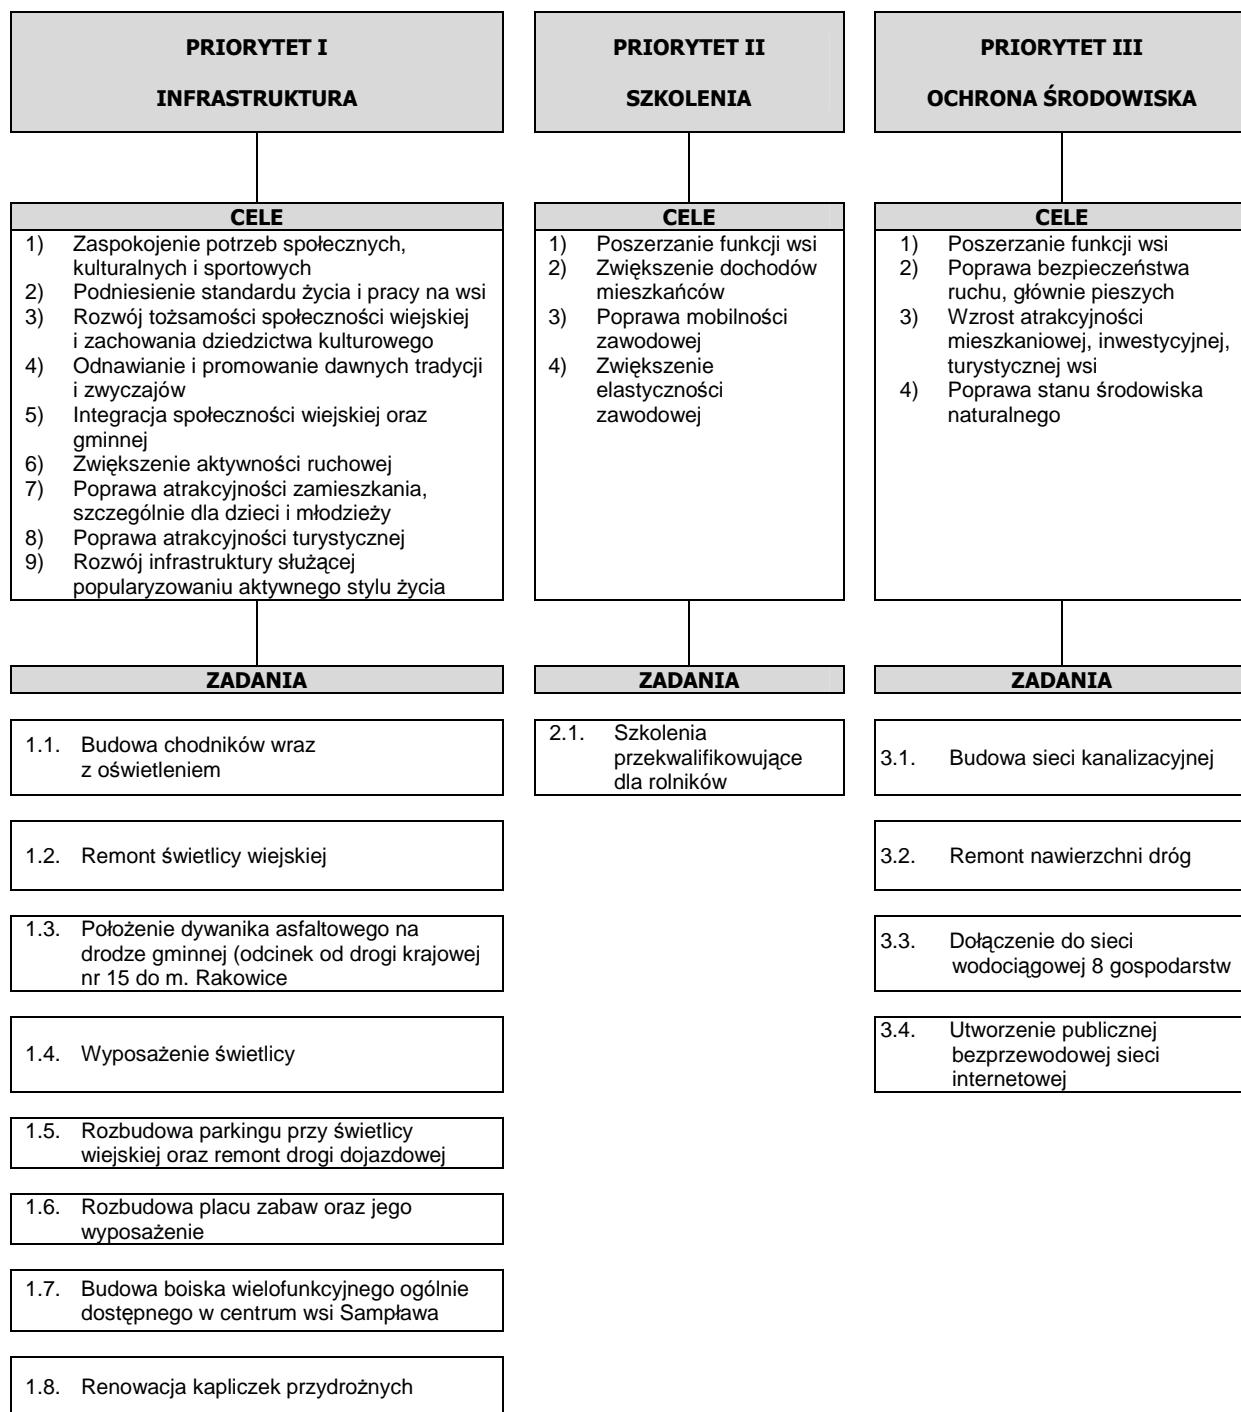 PRIORYTET I
INFRASTRUKTURA
CELE
1) Zaspokojenie potrzeb społecznych,
kulturalnych i sportowych
2) Podniesienie standardu życia i pracy na wsi
3) Rozwój tożsamości społeczności wiejskiej
i zachowania dziedzictwa kulturowego
4) Odnawianie i promowanie dawnych tradycji
i zwyczajów
5) Integracja społeczności wiejskiej oraz
gminnej
6) Zwiększenie aktywności ruchowej
7) Poprawa atrakcyjności zamieszkania,
szczególnie dla dzieci i młodzieży
8) Poprawa atrakcyjności turystycznej
9) Rozwój infrastruktury służącej
popularyzowaniu aktywnego stylu życia
ZADANIA
1.1. Budowa chodników wraz
z oświetleniem
1.2. Remont świetlicy wiejskiej
1.3. Położenie dywanika asfaltowego na
drodze gminnej (odcinek od drogi krajowej
nr 15 do m. Rakowice
1.4. Wyposażenie świetlicy
1.5. Rozbudowa parkingu przy świetlicy
wiejskiej oraz remont drogi dojazdowej
1.6. Rozbudowa placu zabaw oraz jego
wyposażenie
1.7. Budowa boiska wielofunkcyjnego ogólnie
dostępnego w centrum wsi Sampława
1.8. Renowacja kapliczek przydrożnych
PRIORYTET II
SZKOLENIA
CELE
1) Poszerzanie funkcji wsi
2) Zwiększenie dochodów
mieszkańców
3) Poprawa mobilności
zawodowej
4) Zwiększenie
elastyczności
zawodowej
ZADANIA
2.1. Szkolenia
przekwalifikowujące
dla rolników
PRIORYTET III
OCHRONA ŚRODOWISKA
CELE
1) Poszerzanie funkcji wsi
2) Poprawa bezpieczeństwa
ruchu, głównie pieszych
3) Wzrost atrakcyjności
mieszkaniowej, inwestycyjnej,
turystycznej wsi
4) Poprawa stanu środowiska
naturalnego
ZADANIA
3.1. Budowa sieci kanalizacyjnej
3.2. Remont nawierzchni dróg
3.3. Dołączenie do sieci
wodociągowej 8 gospodarstw
3.4. Utworzenie publicznej
bezprzewodowej sieci
internetowej